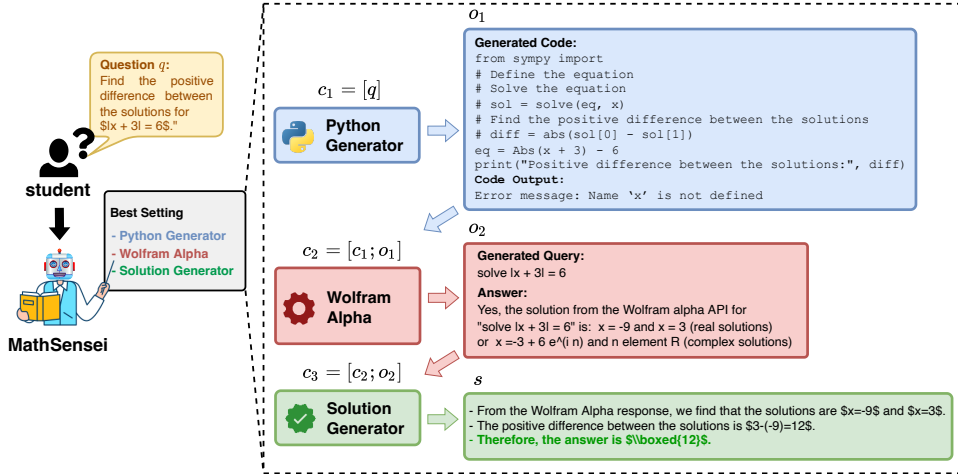 Question q:
Find the positive
difference between
the solutions for
$|x + 3| = 6$."
student
MathSensei
Best Setting
- Python Generator
- Wolfram Alpha
- Solution Generator
c₁ = [q]
Python
Generator
o₁
Generated Code:
from sympy import
# Define the equation
# Solve the equation
# sol = solve(eq, x)
# Find the positive difference between the solutions
# diff = abs(sol[0] - sol[1])
eq = Abs(x + 3) - 6
print("Positive difference between the solutions:", diff)
Code Output:
Error message: Name ‘x’ is not defined
c₂ = [c₁; o₁]
Wolfram
Alpha
o₂
Generated Query:
solve |x + 3| = 6
Answer:
Yes, the solution from the Wolfram alpha API for
"solve |x + 3| = 6" is: x = -9 and x = 3 (real solutions)
or x =-3 + 6 e^(i n) and n element R (complex solutions)
c₃ = [c₂; o₂]
Solution
Generator
s
- From the Wolfram Alpha response, we find that the solutions are $x=-9$ and $x=3$.
- The positive difference between the solutions is $3-(-9)=12$.
- Therefore, the answer is $\\boxed{12}$.